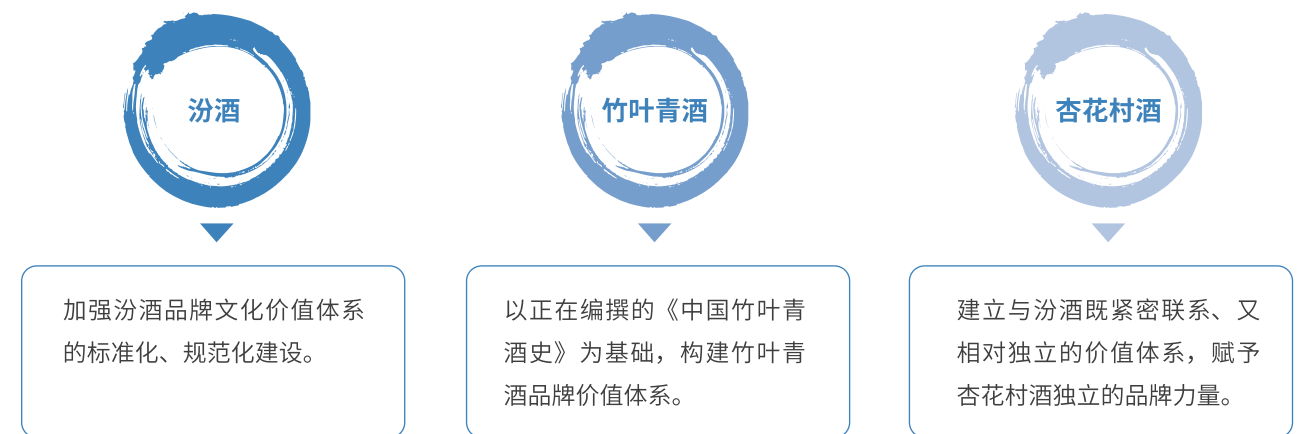 汾酒
竹叶青酒
杏花村酒
加强汾酒品牌文化价值体系
的标准化、规范化建设。
以正在编撰的《中国竹叶青
酒史》为基础，构建竹叶青
酒品牌价值体系。
建立与汾酒既紧密联系、又
相对独立的价值体系，赋予
杏花村酒独立的品牌力量。